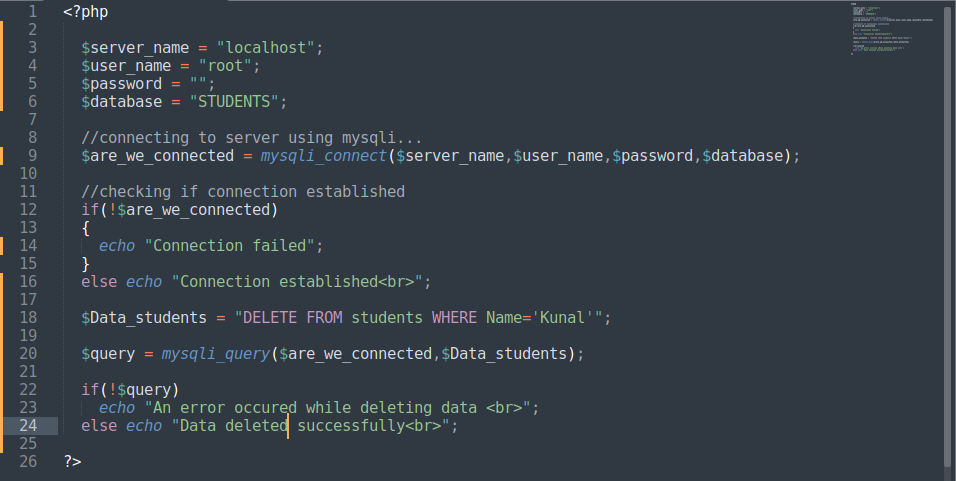 1 <?php
2
3 $server_name = "localhost";
4 $user_name = "root";
5 $password = "";
6 $database = "STUDENTS";
7
8 //connecting to server using mysqli...
9 $are_we_connected = mysqli_connect($server_name,$user_name,$password,$database);
10
11 //checking if connection established
12 if(!$are_we_connected)
13 {
14 echo "Connection failed";
15 }
16 else echo "Connection established<br>";
17
18 $Data_students = "DELETE FROM students WHERE Name='Kunal'";
19
20 $query = mysqli_query($are_we_connected,$Data_students);
21
22 if(!$query)
23 echo "An error occured while deleting data <br>";
24 else echo "Data deleted successfully<br>";
25
26 ?>